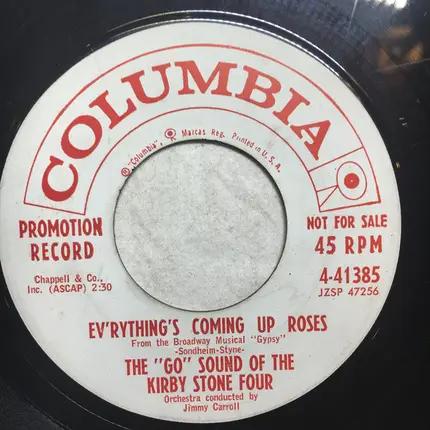 COLUMBIA
® "Columbia", Marcas Reg. Printed in U. S. A.
PROMOTION
RECORD
NOT FOR SALE
45 RPM
Chappell & Co.,
Inc. (ASCAP) 2:30
4-41385
JZSP 47256
EV'RYTHING'S COMING UP ROSES
From the Broadway Musical "Gypsy"
-Sondheim-Styne-
THE "GO" SOUND OF THE
KIRBY STONE FOUR
Orchestra conducted by
Jimmy Carroll